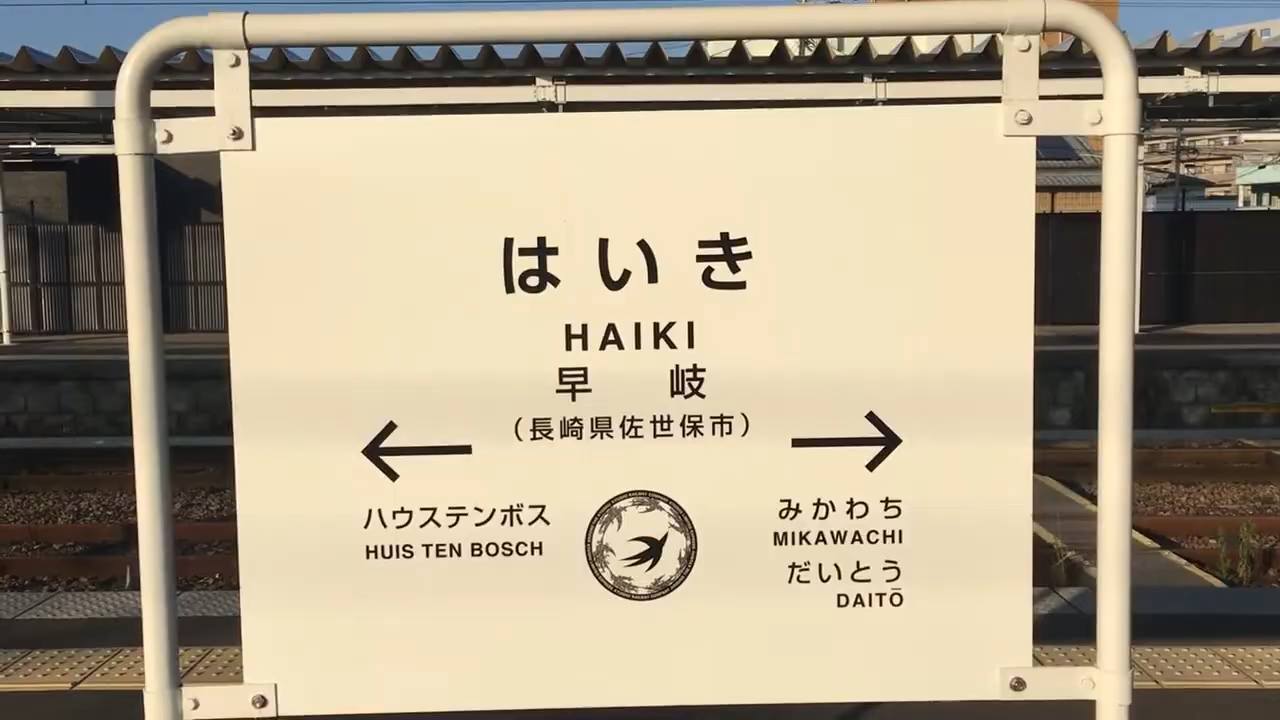 はいき
HAIKI
早 岐
（長崎県佐世保市）
ハウステンボス
HUIS TEN BOSCH
みかわち
MIKAWACHI
だいとう
DAITŌ